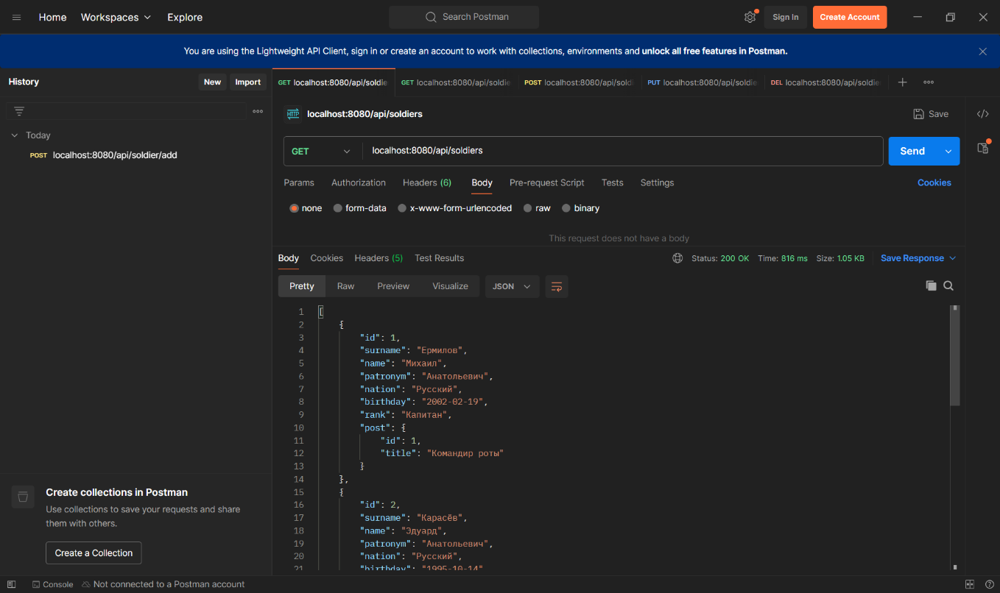 Home Workspaces Explore Search Postman Sign In Create Account
You are using the Lightweight API Client, sign in or create an account to work with collections, environments and unlock all free features in Postman.
History New Import
GET localhost:8080/api/soldie GET localhost:8080/api/soldie POST localhost:8080/api/sold PUT localhost:8080/api/soldie DEL localhost:8080/api/soldie
HTTP localhost:8080/api/soldiers Save
Today
POST localhost:8080/api/soldier/add
GET localhost:8080/api/soldiers Send
Params Authorization Headers (6) Body Pre-request Script Tests Settings Cookies
none form-data x-www-form-urlencoded raw binary
This request does not have a body
Body Cookies Headers (5) Test Results Status: 200 OK Time: 816 ms Size: 1.05 KB Save Response
Pretty Raw Preview Visualize JSON
1 [
2 {
3 "id": 1,
4 "surname": "Ермилов",
5 "name": "Михаил",
6 "patronym": "Анатольевич",
7 "nation": "Русский",
8 "birthday": "2002-02-19",
9 "rank": "Капитан",
10 "post": {
11 "id": 1,
12 "title": "Командир роты"
13 }
14 },
15 {
16 "id": 2,
17 "surname": "Карасёв",
18 "name": "Эдуард",
19 "patronym": "Анатольевич",
20 "nation": "Русский",
21 "birthday": "1995-10-14"
Create collections in Postman
Use collections to save your requests and share
them with others.
Create a Collection
Console Not connected to a Postman account